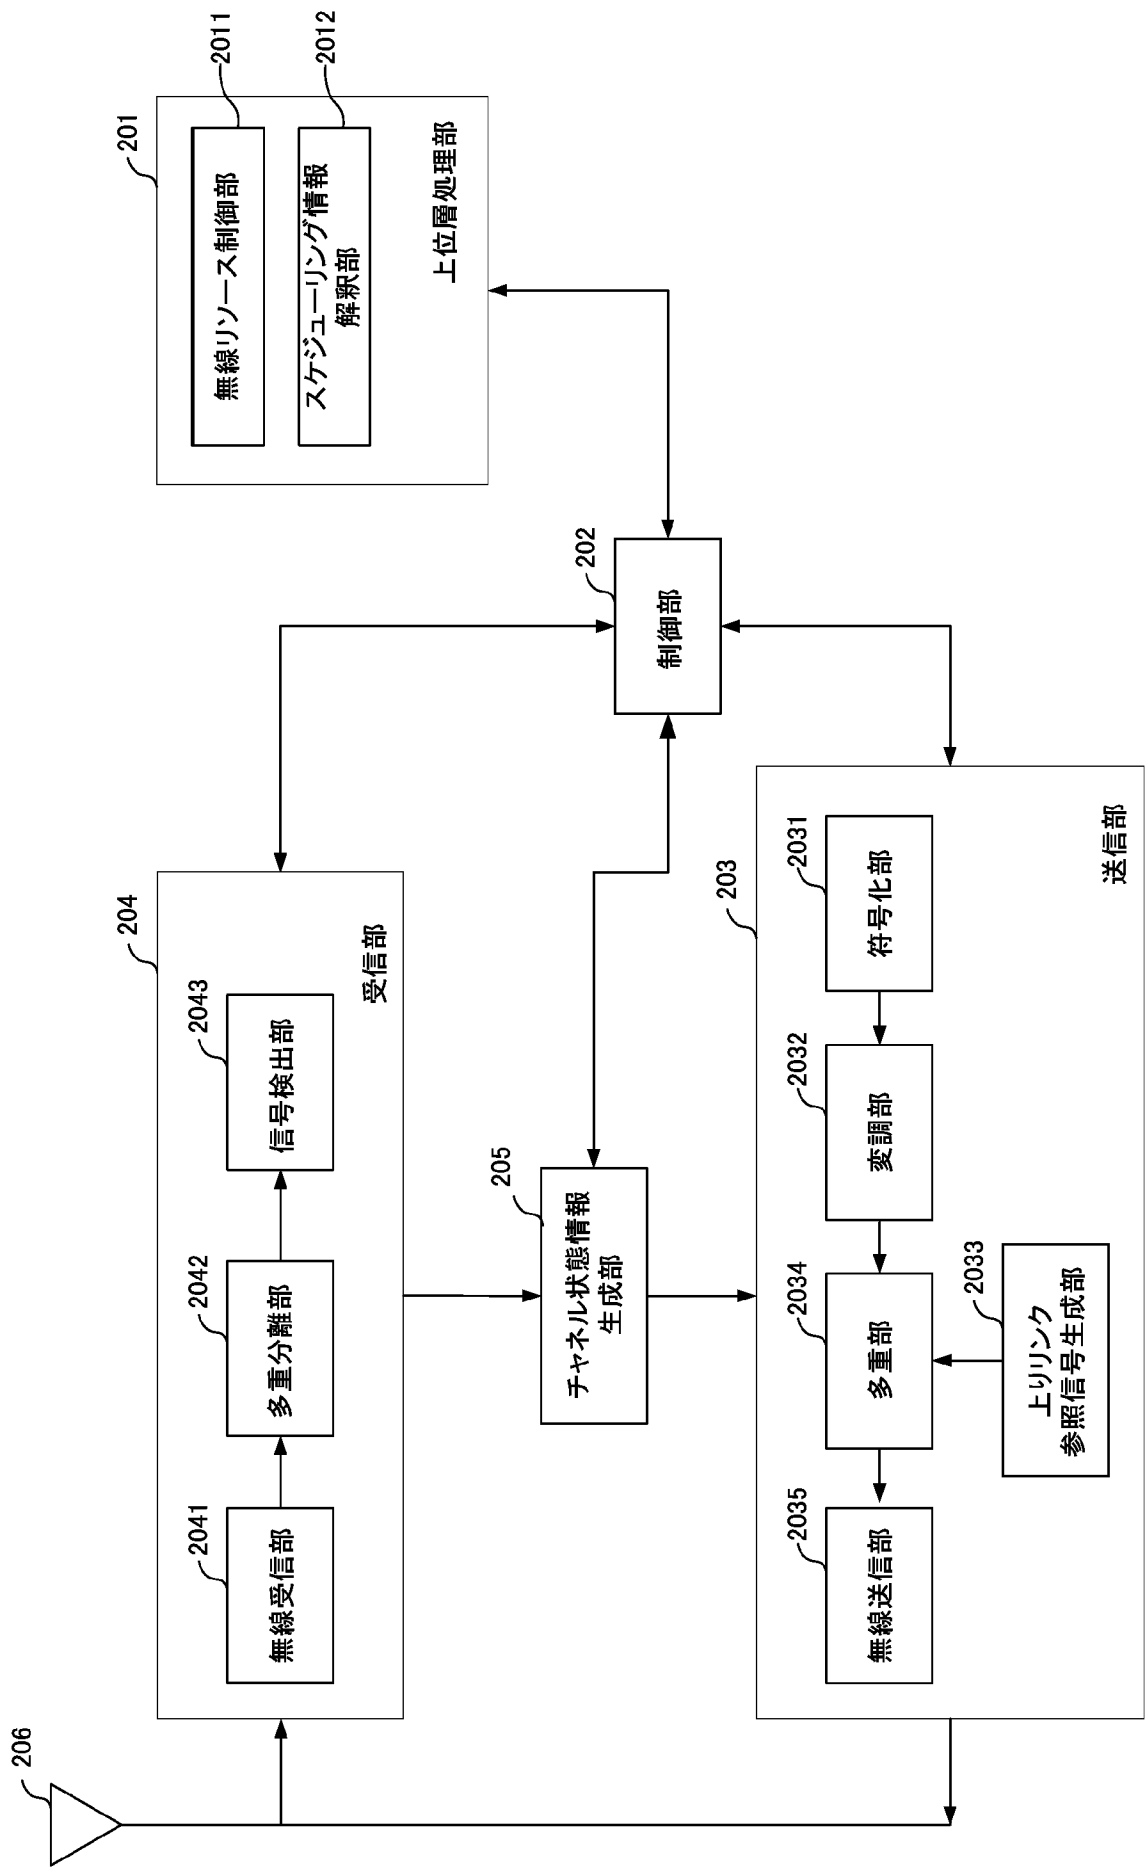 206
204
2041
無線受信部
2042
多重分離部
2043
信号検出部
受信部
201
2011
無線リソース制御部
2012
スケジューリング情報
解釈部
上位層処理部
205
チャネル状態情報
生成部
202
制御部
203
2035
無線送信部
2034
多重部
2032
変調部
2031
符号化部
2033
上りリンク
参照信号生成部
送信部